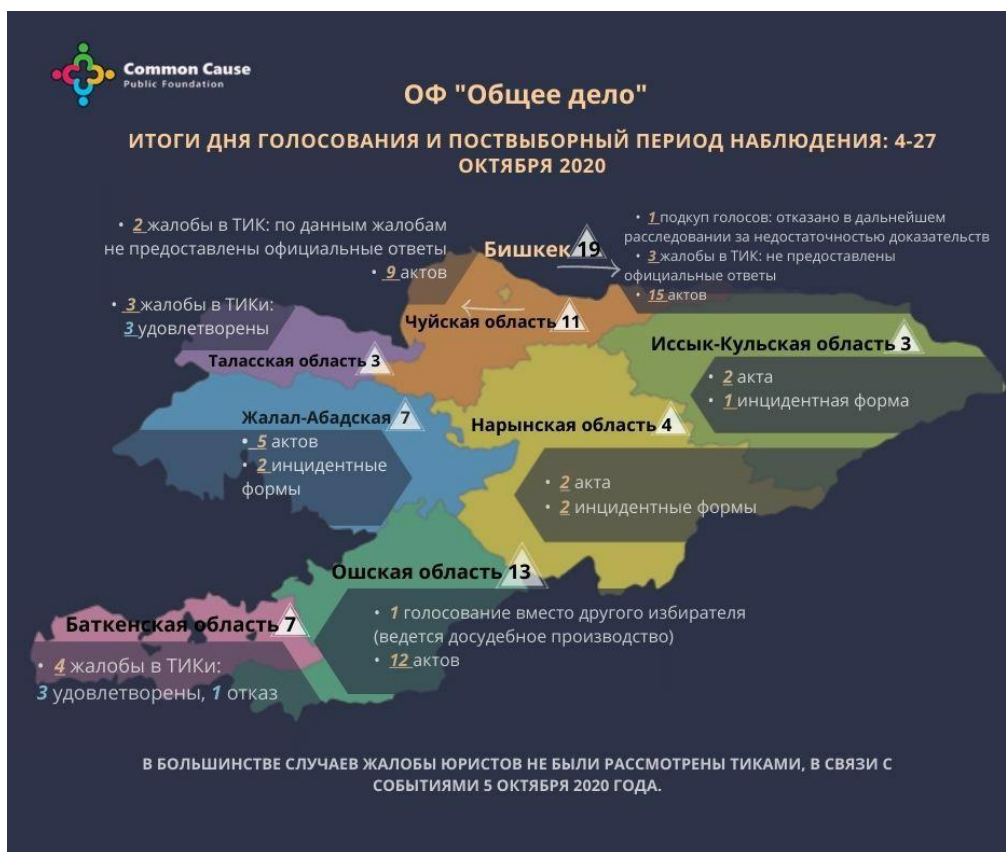 Common Cause
Public Foundation
ОФ "Общее дело"
ИТОГИ ДНЯ ГОЛОСОВАНИЯ И ПОСТВЫБОРНЫЙ ПЕРИОД НАБЛЮДЕНИЯ: 4-27
ОКТЯБРЯ 2020
• 2 жалобы в ТИК: по данным жалобам
не предоставлены официальные ответы
• 9 актов
Бишкек 19
• 1 подкуп голосов: отказано в дальнейшем
расследовании за недостаточностью доказательств
• 3 жалобы в ТИК: не предоставлены
официальные ответы
• 15 актов
• 3 жалобы в ТИКи:
3 удовлетворены
Чуйская область 11
Таласская область 3
Иссык-Кульская область 3
• 2 акта
• 1 инцидентная форма
Жалал-Абадская 7
• 5 актов
• 2 инцидентные
формы
Нарынская область 4
• 2 акта
• 2 инцидентные формы
Ошская область 13
• 1 голосование вместо другого избирателя
(ведется досудебное производство)
• 12 актов
Баткенская область 7
• 4 жалобы в ТИКи:
3 удовлетворены, 1 отказ
В БОЛЬШИНСТВЕ СЛУЧАЕВ ЖАЛОБЫ ЮРИСТОВ НЕ БЫЛИ РАССМОТРЕНЫ ТИКАМИ, В СВЯЗИ С
СОБЫТИЯМИ 5 ОКТЯБРЯ 2020 ГОДА.